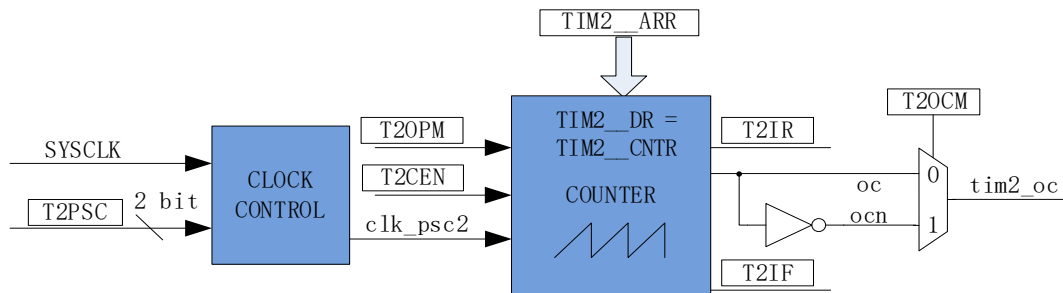 TIM2__ARR
T2OCM
T2OPM
TIM2__DR =
TIM2__CNTR
T2IR
SYSCLK
CLOCK
CONTROL
T2CEN
COUNTER
oc
0
tim2_oc
T2PSC
2 bit
clk_psc2
ocn
1
T2IF